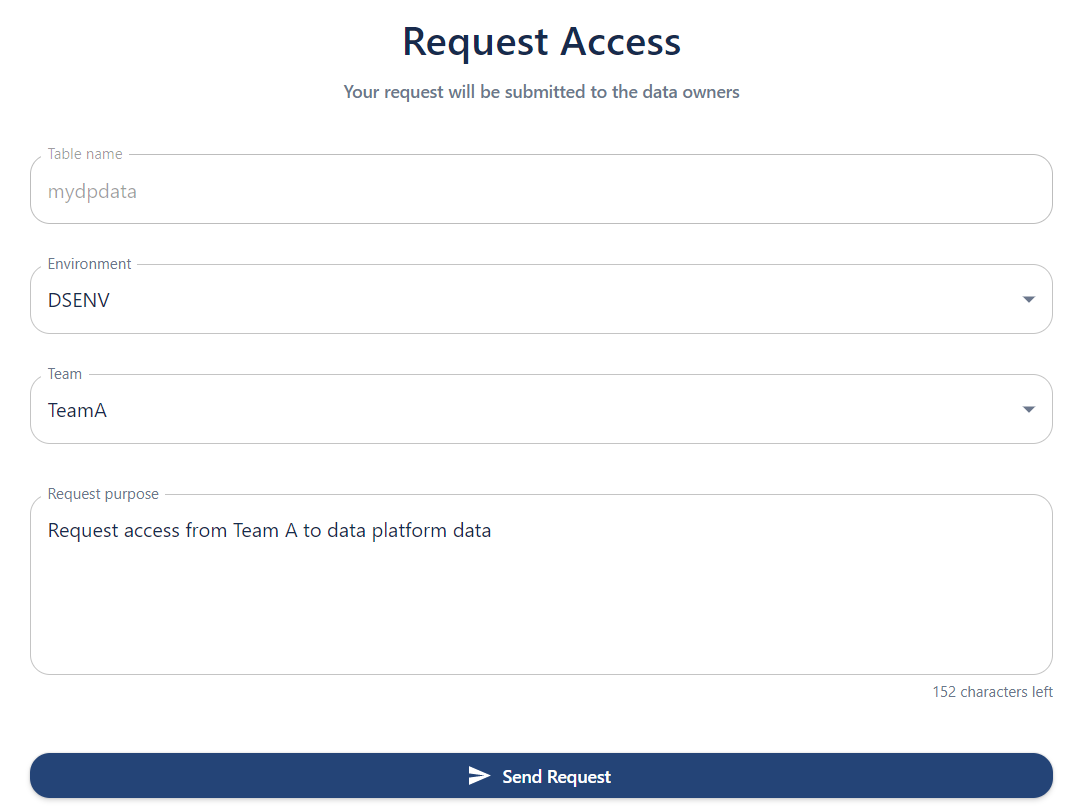 Request Access
Your request will be submitted to the data owners
Table name
mydpdata
Environment
DSENV
Team
TeamA
Request purpose
Request access from Team A to data platform data
152 characters left
Send Request